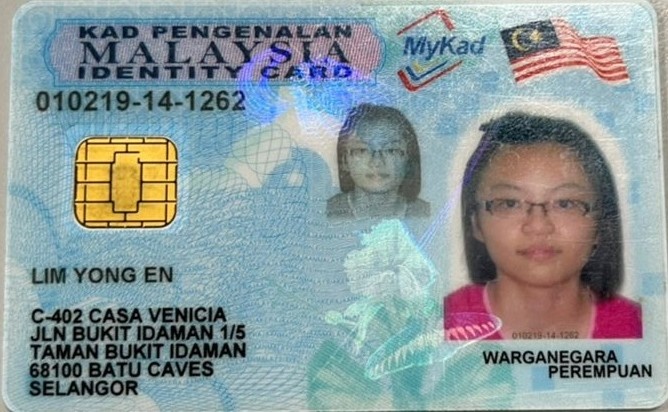 KAD PENGENALAN
MALAYSIA
IDENTITY CARD
MyKad
010219-14-1262
LIM YONG EN
C-402 CASA VENICIA
JLN BUKIT IDAMAN 1/5
TAMAN BUKIT IDAMAN
68100 BATU CAVES
SELANGOR
010219-14-1262
WARGANEGARA
PEREMPUAN